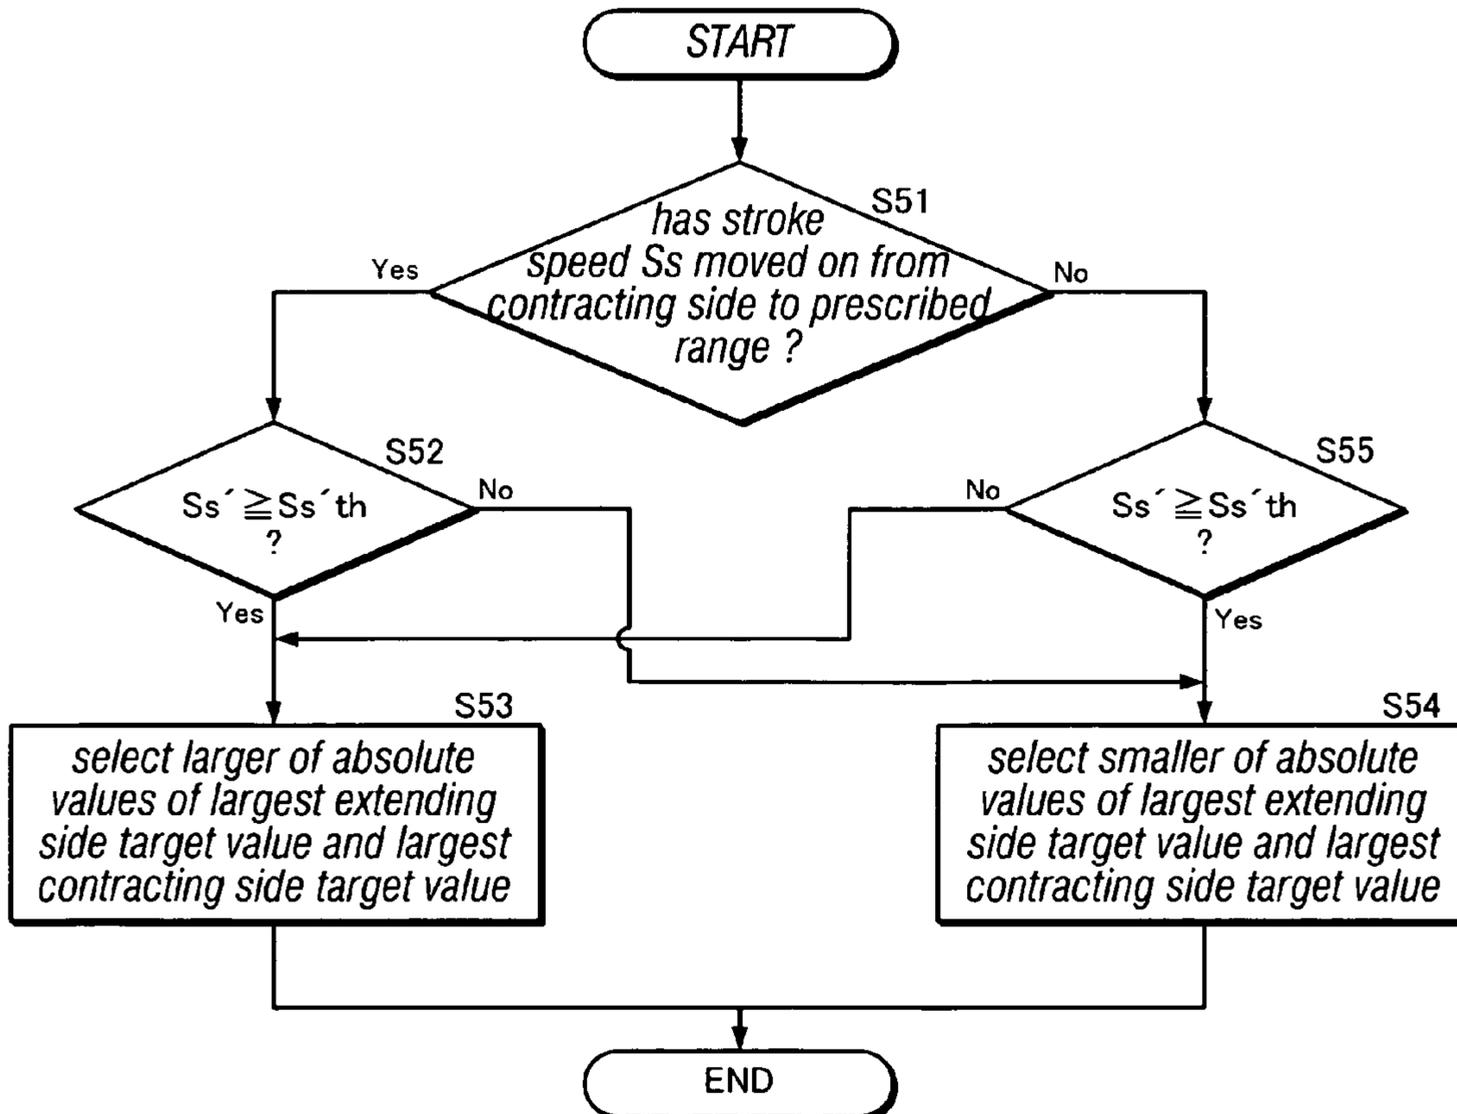 START
S51
has stroke
speed Ss moved on from
contracting side to prescribed
range ?
Yes
No
S52
Ss´≧Ss´th
?
No
Yes
S55
Ss´≧Ss´th
?
No
Yes
S53
select larger of absolute
values of largest extending
side target value and largest
contracting side target value
S54
select smaller of absolute
values of largest extending
side target value and largest
contracting side target value
END